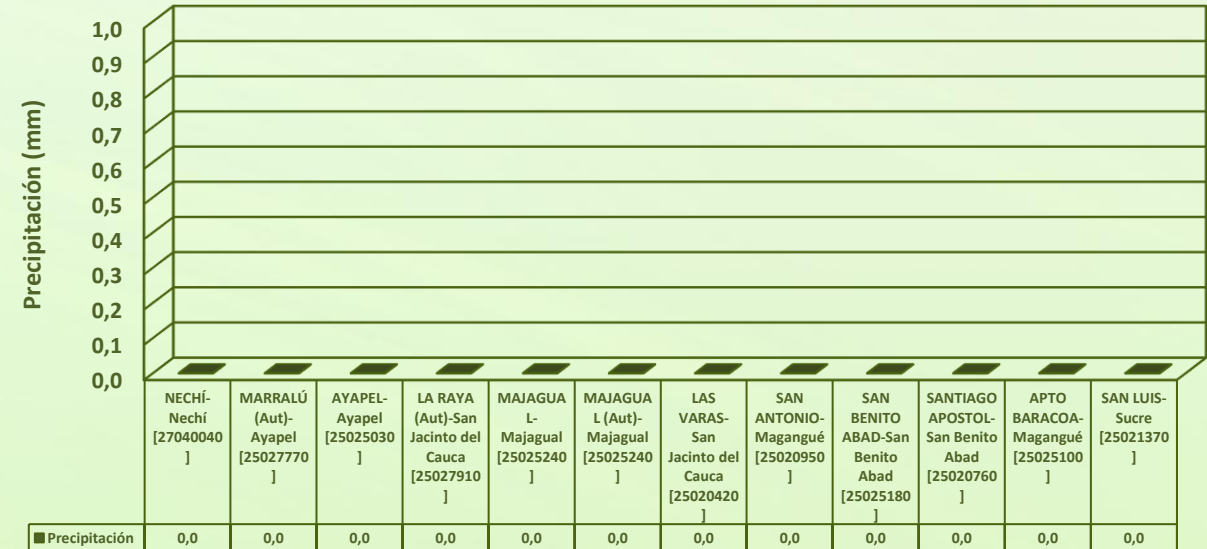 Precipitación (mm)
1,0
0,9
0,8
0,7
0,6
0,5
0,4
0,3
0,2
0,1
0,0
NECHÍ-
Nechí
[27040040
]
MARRALÚ
(Aut)-
Ayapel
[25027770
]
AYAPEL-
Ayapel
[25025030
]
LA RAYA
(Aut)-San
Jacinto del
Cauca
[25027910
]
MAJAGUA
L-
Majagual
[25025240
]
MAJAGUA
L (Aut)-
Majagual
[25025240
]
LAS
VARAS-
San
Jacinto del
Cauca
[25020420
]
SAN
ANTONIO-
Magangué
[25020950
]
SAN
BENITO
ABAD-San
Benito
Abad
[25025180
]
SANTIAGO
APOSTOL-
San Benito
Abad
[25020760
]
APTO
BARACOA-
Magangué
[25025100
]
SAN LUIS-
Sucre
[25021370
]
Precipitación 0,0 0,0 0,0 0,0 0,0 0,0 0,0 0,0 0,0 0,0 0,0 0,0